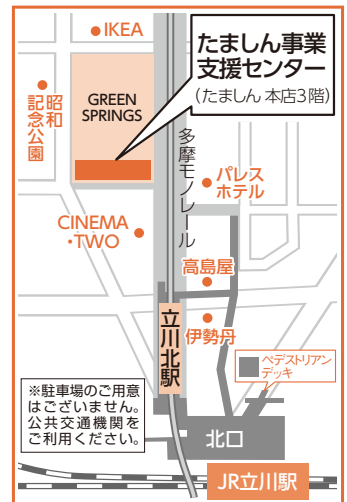 IKEA
たましん事業
支援センター
(たましん 本店3階)
GREEN
SPRINGS
昭和
記念公園
多摩モノレール
パレス
ホテル
CINEMA
・TWO
高島屋
伊勢丹
立川北駅
ペデストリアン
デッキ
※駐車場のご用意
はございません。
公共交通機関を
ご利用ください。
北口
JR立川駅